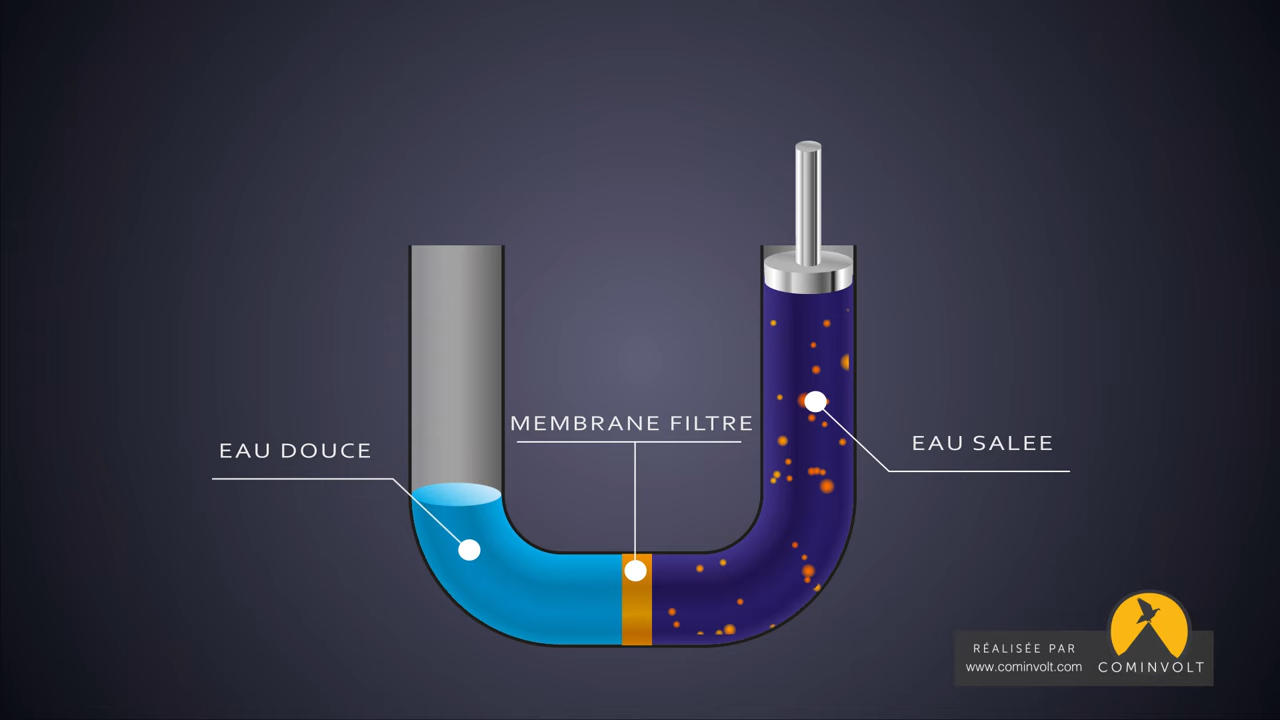 MEMBRANE FILTRE
EAU DOUCE
EAU SALEE
RÉALISÉE PAR
www.cominvolt.com
COMINVOLT